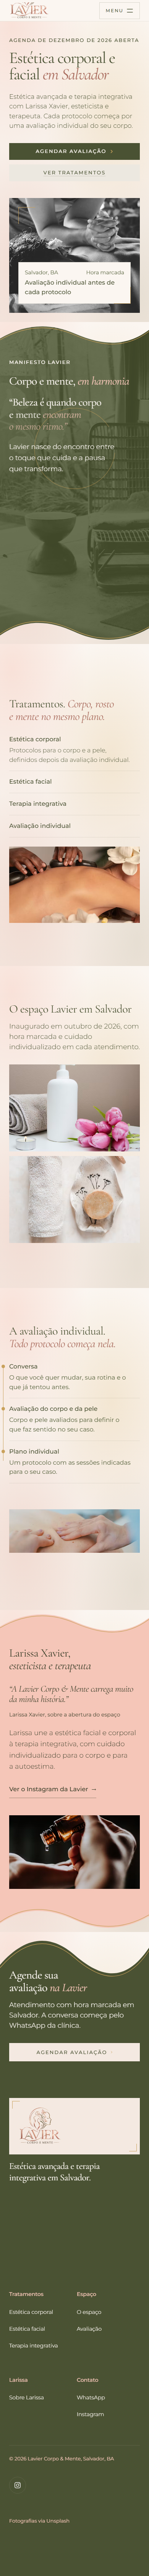 LAVIER
CORPO & MENTE
MENU
AGENDA DE DEZEMBRO DE 2026 ABERTA
Estética corporal e
facial em Salvador
Estética avançada e terapia integrativa
com Larissa Xavier, esteticista e
terapeuta. Cada protocolo começa com
uma avaliação individual do seu corpo.
AGENDAR AVALIAÇÃO
VER TRATAMENTOS
Salvador, BA
Hora marcada
Avaliação individual antes de
cada protocolo
MANIFESTO LAVIER
Corpo e mente, em harmonia
“Beleza é quando corpo
e mente encontram
o mesmo ritmo.”
Lavier nasce do encontro entre
o toque que cuida e a pausa
que transforma.
Tratamentos. Corpo, rosto
e mente no mesmo plano.
Estética corporal
Protocolos para o corpo e a pele,
definidos depois da avaliação individual.
Estética facial
Terapia integrativa
Avaliação individual
O espaço Lavier em Salvador
Inaugurado em outubro de 2026, com
hora marcada e cuidado
individualizado em cada atendimento.
A avaliação individual.
Todo protocolo começa nela.
Conversa
O que você quer mudar, sua rotina e o
que já tentou antes.
Avaliação do corpo e da pele
Corpo e pele avaliados para definir o
que faz sentido no seu caso.
Plano individual
Um protocolo com as sessões indicadas
para o seu caso.
Larissa Xavier,
esteticista e terapeuta
“A Lavier Corpo & Mente carrega muito
da minha história.”
Larissa Xavier, sobre a abertura do espaço
Larissa une a estética facial e corporal
à terapia integrativa, com cuidado
individualizado para o corpo e para
a autoestima.
Ver o Instagram da Lavier →
Agende sua
avaliação na Lavier
Atendimento com hora marcada em
Salvador. A conversa começa pelo
WhatsApp da clínica.
AGENDAR AVALIAÇÃO
LAVIER
CORPO & MENTE
Estética avançada e terapia
integrativa em Salvador.
Tratamentos
Espaço
Estética corporal
O espaço
Estética facial
Avaliação
Terapia integrativa
Larissa
Contato
Sobre Larissa
WhatsApp
Instagram
© 2026 Lavier Corpo & Mente, Salvador, BA
Fotografias via Unsplash